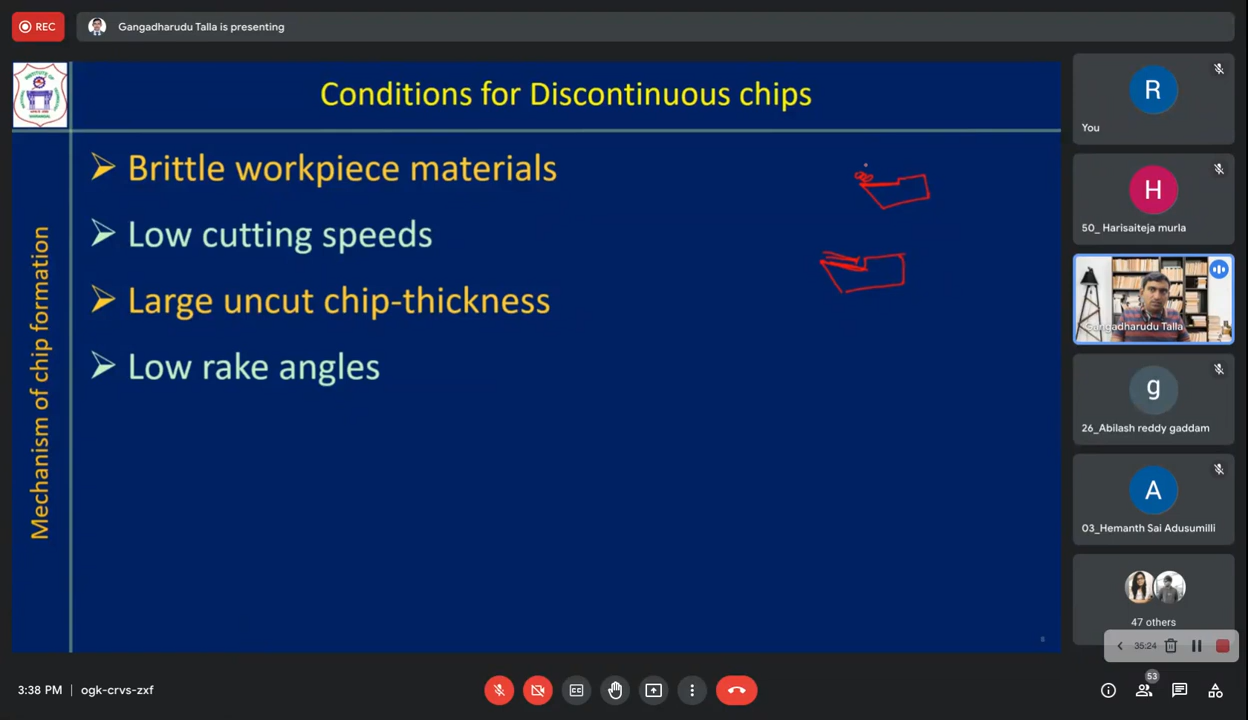 REC
Gangadharudu Talla is presenting
Conditions for Discontinuous chips
Mechanism of chip formation
➢ Brittle workpiece materials
➢ Low cutting speeds
➢ Large uncut chip-thickness
➢ Low rake angles
R
You
H
50_ Harisaiteja murla
Gangadharudu Talla
g
26_Abilash reddy gaddam
A
03_Hemanth Sai Adusumilli
47 others
35:24
3:38 PM | ogk-crvs-zxf
53